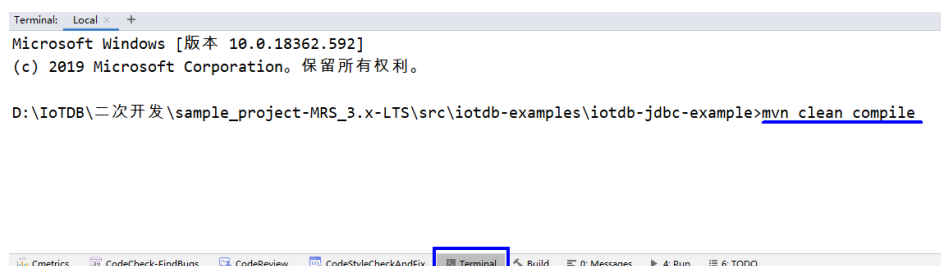 Terminal: Local × +
Microsoft Windows [版本 10.0.18362.592]
(c) 2019 Microsoft Corporation。保留所有权利。
D:\IoTDB\二次开发\sample_project-MRS_3.x-LTS\src\iotdb-examples\iotdb-jdbc-example>mvn clean compile
Cmetrics CodeCheck-FindBugs CodeReview CodeStyleCheckAndFix Terminal Build 0: Messages 4: Run 6: TODO